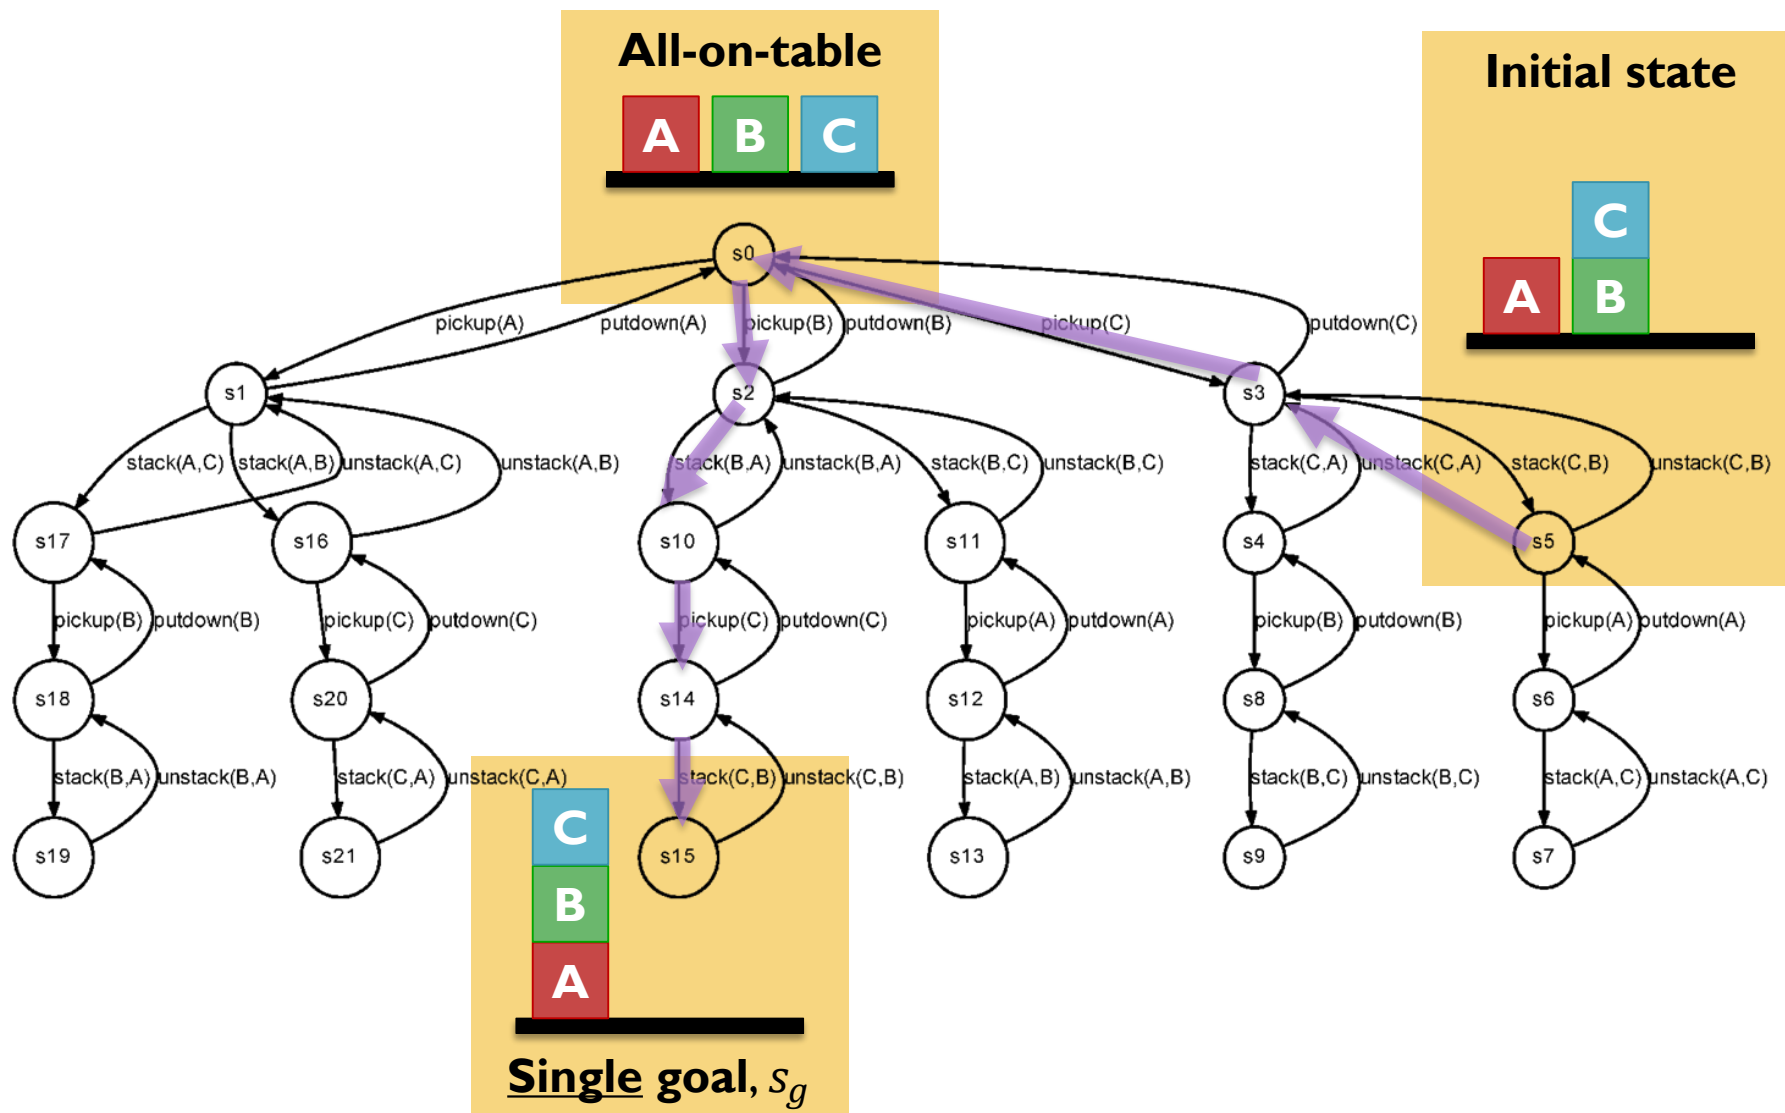 All-on-table
Initial state
A B C
C
A B
s0
pickup(A) putdown(A) pickup(B) putdown(B) pickup(C) putdown(C)
s1 s2 s3
stack(A,C) stack(A,B) unstack(A,C) unstack(A,B) stack(B,A) unstack(B,A) stack(B,C) unstack(B,C) stack(C,A) unstack(C,A) stack(C,B) unstack(C,B)
s17 s16 s10 s11 s4 s5
pickup(B) putdown(B) pickup(C) putdown(C) pickup(C) putdown(C) pickup(A) putdown(A) pickup(B) putdown(B) pickup(A) putdown(A)
s18 s20 s14 s12 s8 s6
stack(B,A) unstack(B,A) stack(C,A) unstack(C,A) stack(C,B) unstack(C,B) stack(A,B) unstack(A,B) stack(B,C) unstack(B,C) stack(A,C) unstack(A,C)
s19 s21 s15 s13 s9 s7
C
B
A
Single goal, s_g